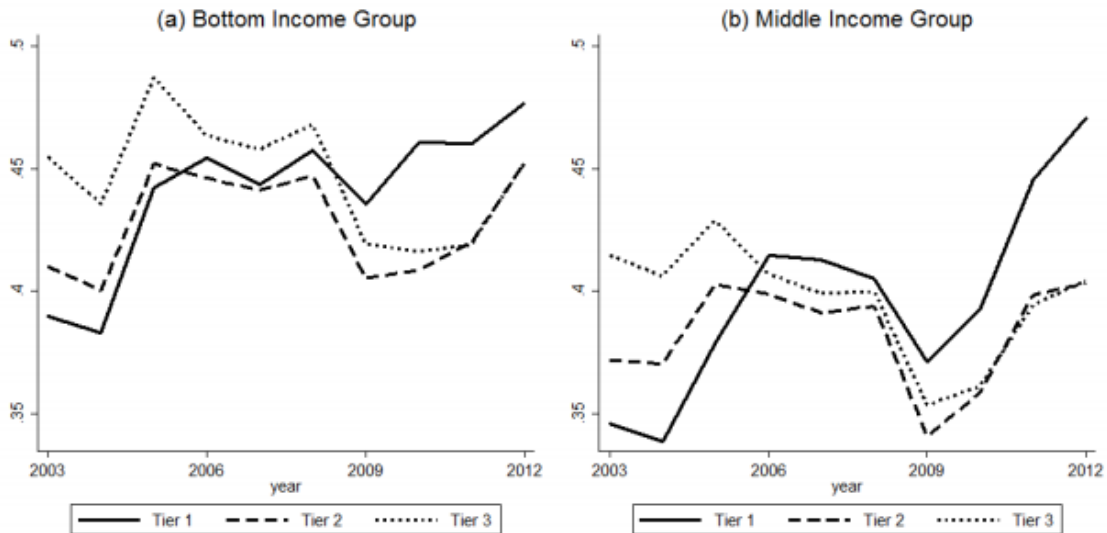 (a) Bottom Income Group
.5
.45
.4
.35
2003 2006 2009 2012
year
Tier 1 Tier 2 Tier 3
(b) Middle Income Group
.5
.45
.4
.35
2003 2006 2009 2012
year
Tier 1 Tier 2 Tier 3